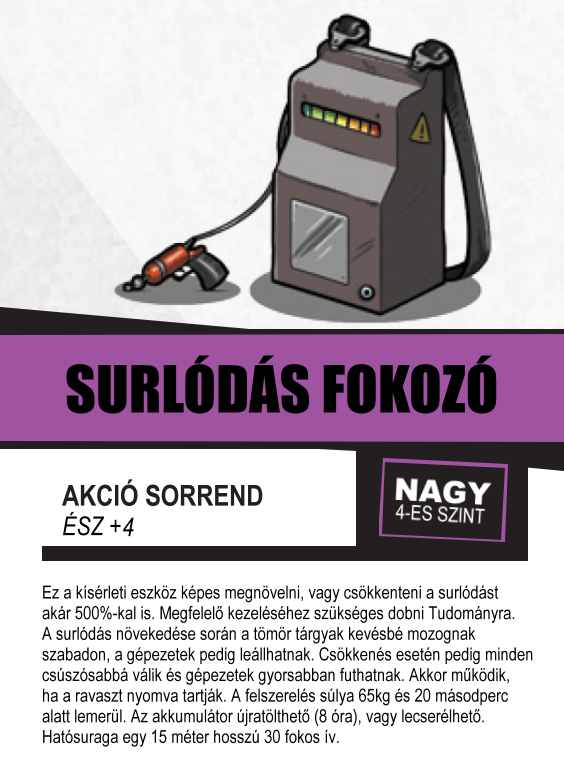 SURLÓDÁS FOKOZÓ
AKCIÓ SORREND
ÉSZ +4
NAGY
4-ES SZINT
Ez a kísérleti eszköz képes megnövelni, vagy csökkenteni a surlódást
akár 500%-kal is. Megfelelő kezeléséhez szükséges dobni Tudományra.
A surlódás növekedése során a tömör tárgyak kevésbé mozognak
szabadon, a gépezetek pedig leállhatnak. Csökkenés esetén pedig minden
csúszósabbá válik és gépezetek gyorsabban futhatnak. Akkor működik,
ha a ravaszt nyomva tartják. A felszerelés súlya 65kg és 20 másodperc
alatt lemerül. Az akkumulátor újratölthető (8 óra), vagy lecserélhető.
Hatósuraga egy 15 méter hosszú 30 fokos ív.